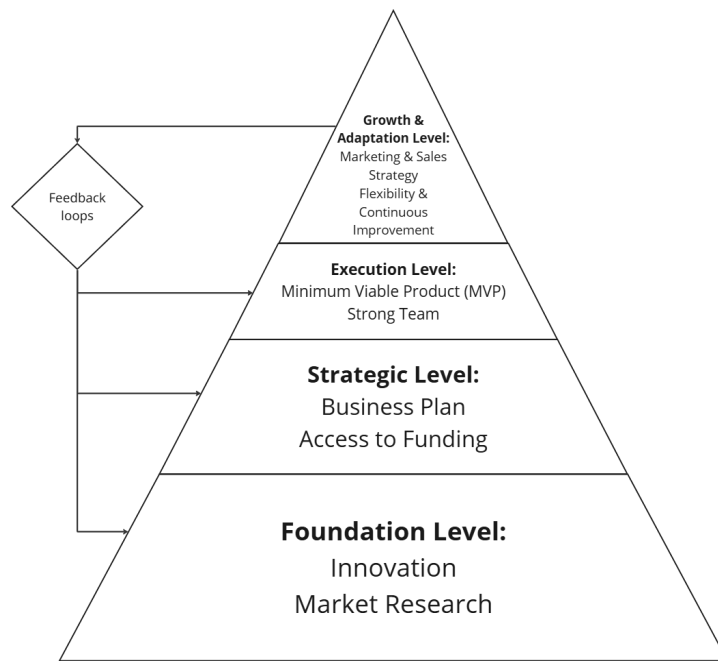 Growth &
Adaptation Level:
Marketing & Sales
Strategy
Flexibility &
Continuous
Improvement
Feedback
loops
Execution Level:
Minimum Viable Product (MVP)
Strong Team
Strategic Level:
Business Plan
Access to Funding
Foundation Level:
Innovation
Market Research